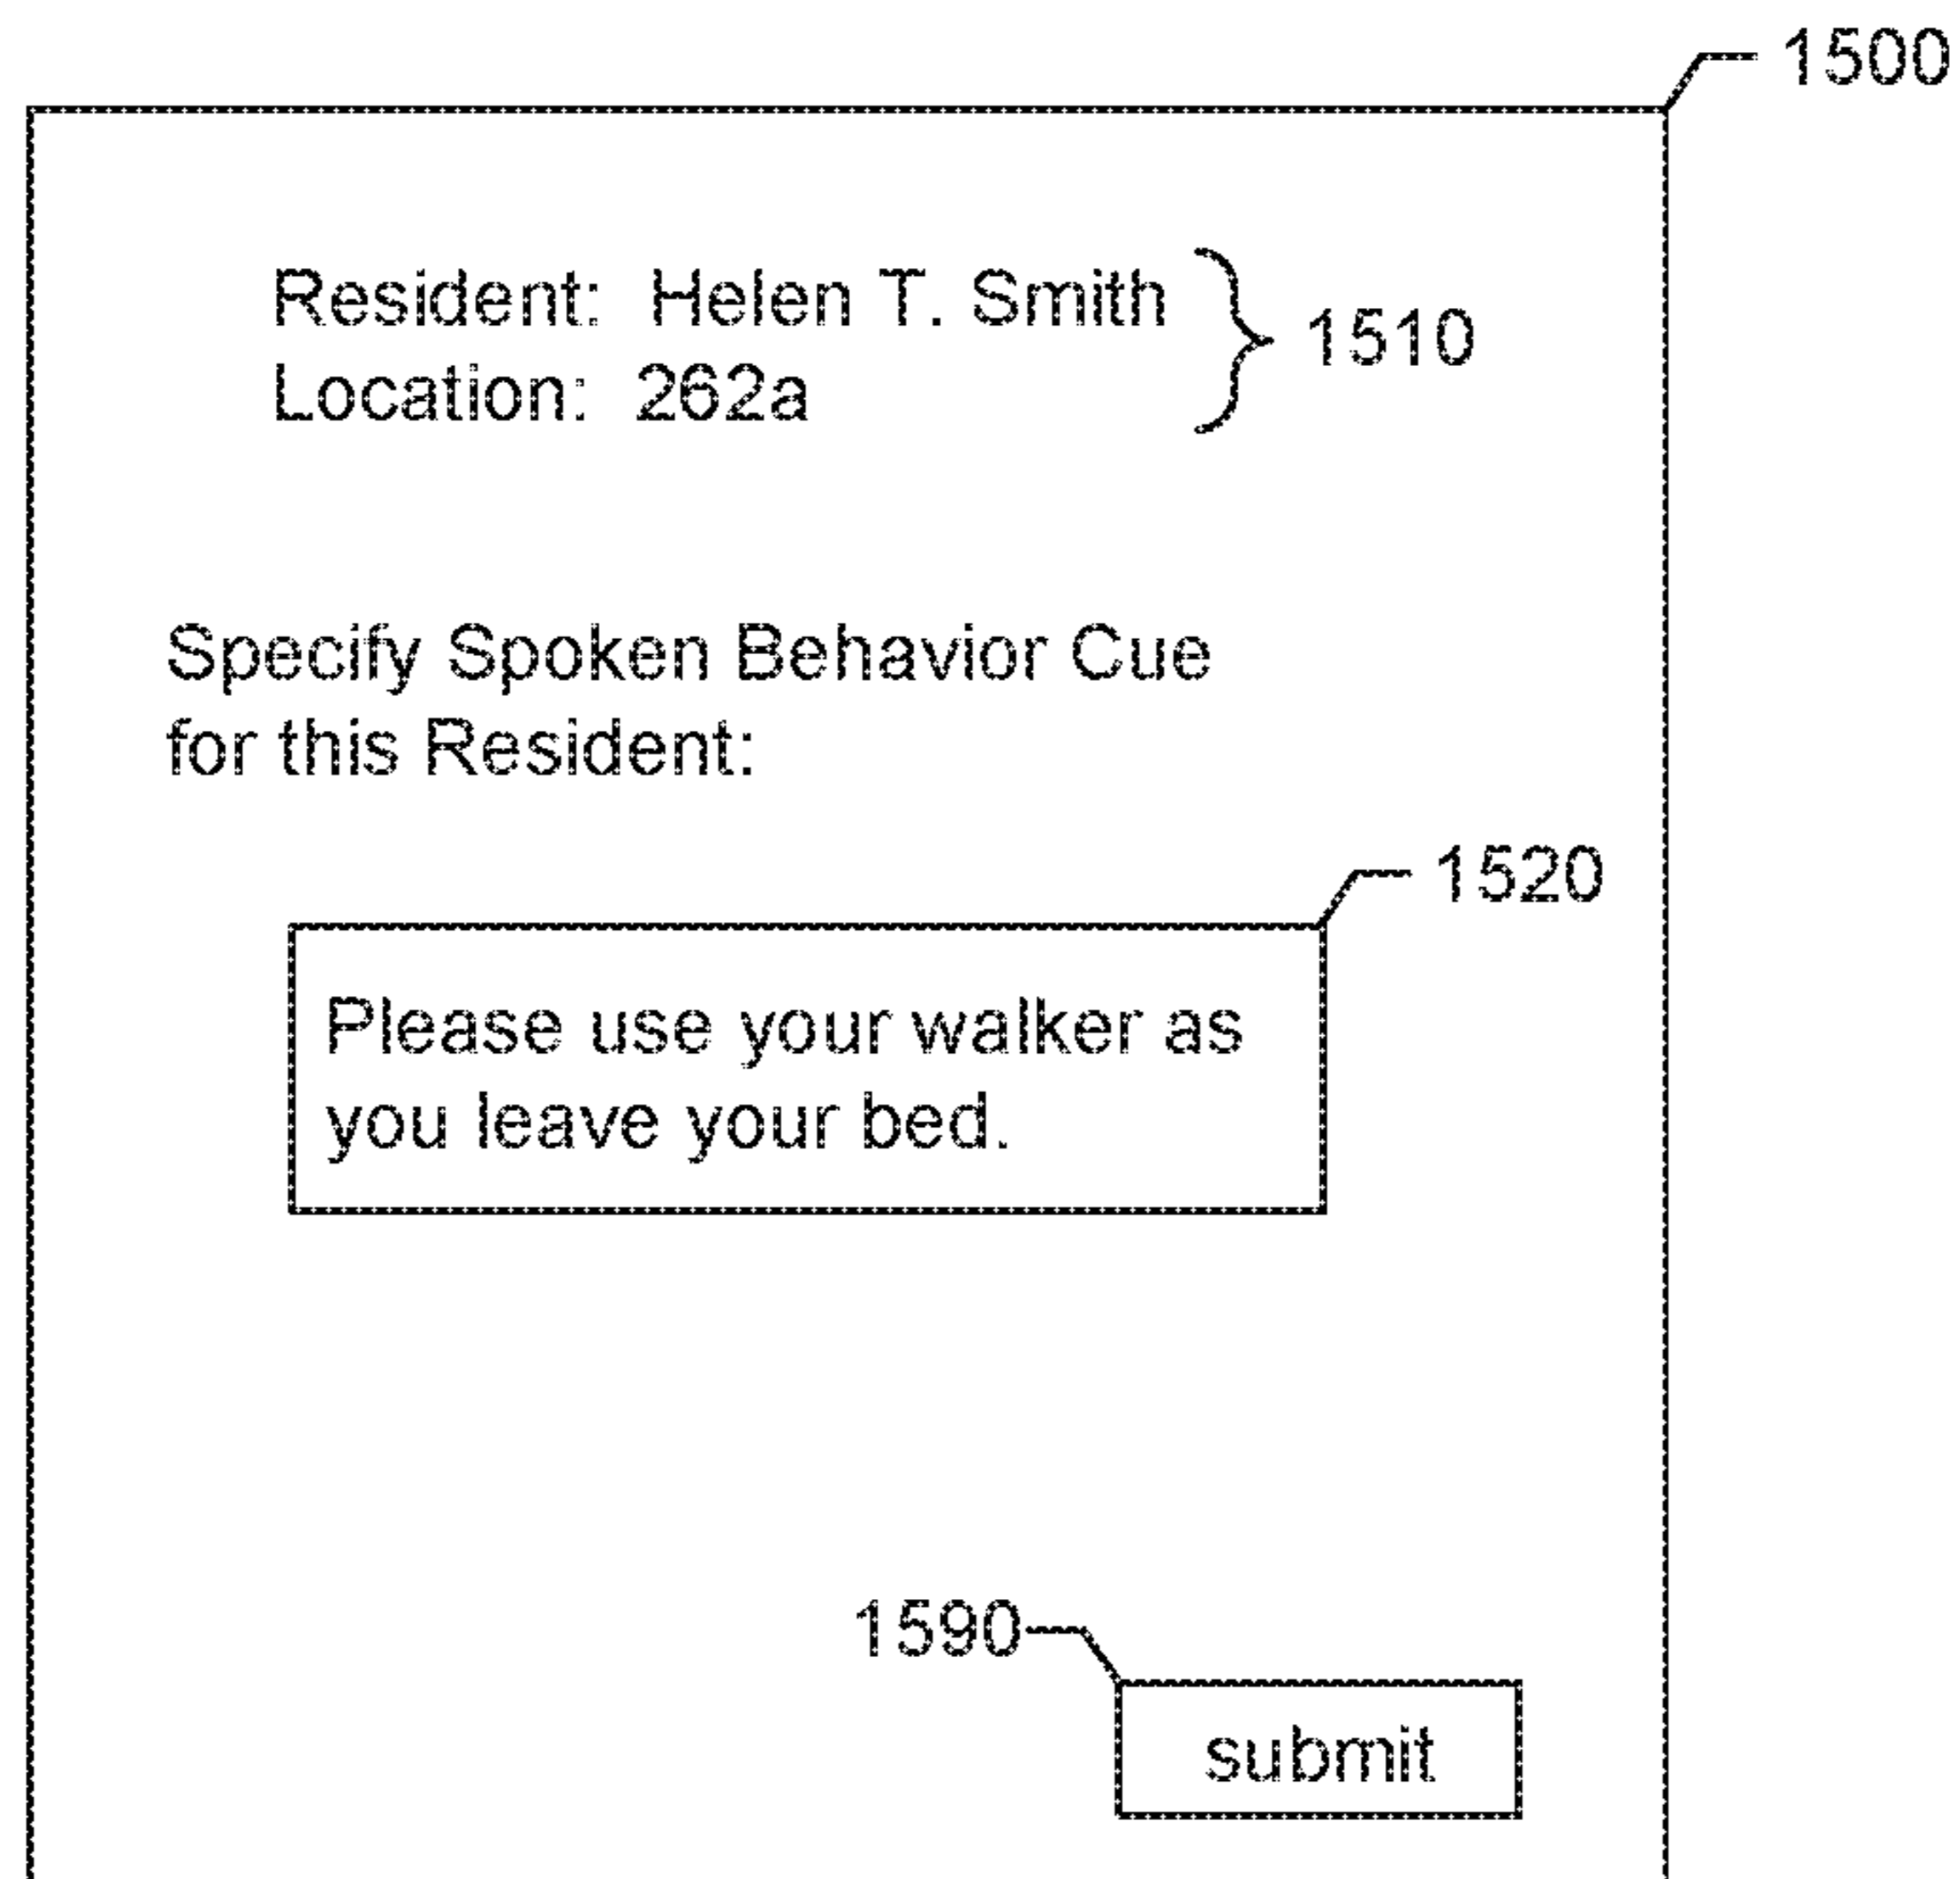 1500
Resident: Helen T. Smith
Location: 262a
1510
Specify Spoken Behavior Cue
for this Resident:
1520
Please use your walker as
you leave your bed.
1590
submit